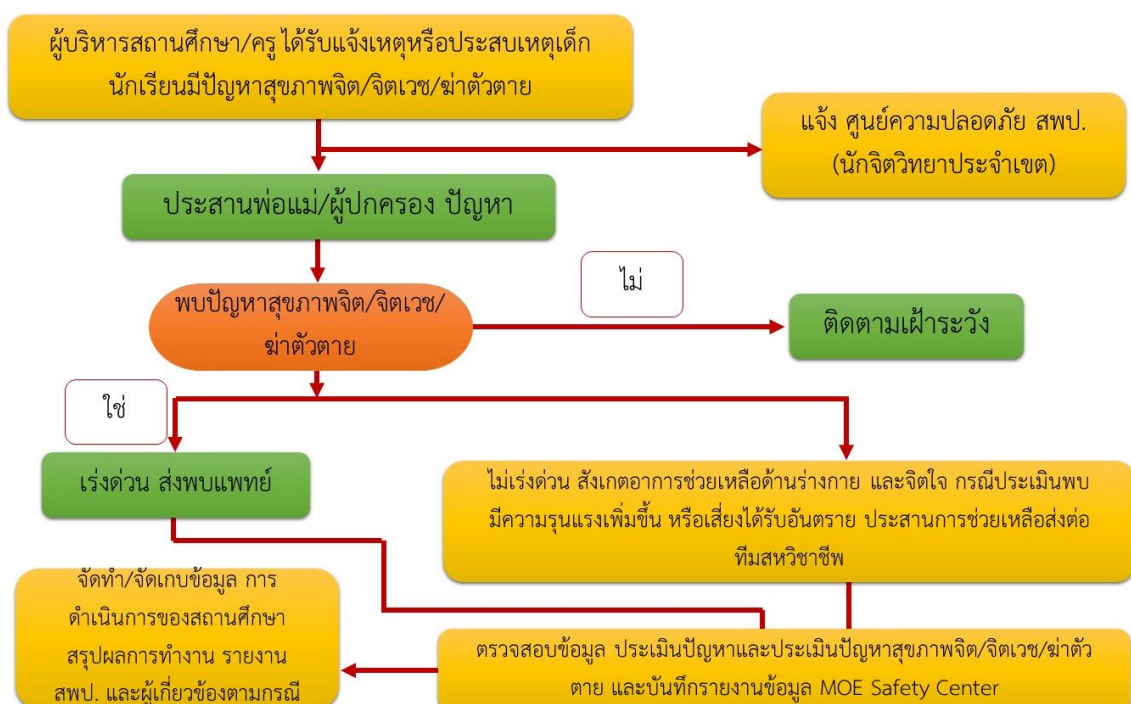 ผู้บริหารสถานศึกษา/ครู ได้รับแจ้งเหตุหรือประสบเหตุเด็ก
นักเรียนมีปัญหาสุขภาพจิต/จิตเวช/ฆ่าตัวตาย
แจ้ง ศูนย์ความปลอดภัย สพป.
(นักจิตวิทยาประจำเขต)
ประสานพ่อแม่/ผู้ปกครอง ปัญหา
พบปัญหาสุขภาพจิต/จิตเวช/
ฆ่าตัวตาย
ไม่
ติดตามเฝ้าระวัง
ใช่
เร่งด่วน ส่งพบแพทย์
ไม่เร่งด่วน สังเกตอาการช่วยเหลือด้านร่างกาย และจิตใจ กรณีประเมินพบ
มีความรุนแรงเพิ่มขึ้น หรือเสี่ยงได้รับอันตราย ประสานการช่วยเหลือส่งต่อ
ทีมสหวิชาชีพ
จัดทำ/จัดเกบข้อมูล การ
ดำเนินการของสถานศึกษา
สรุปผลการทำงาน รายงาน
สพป. และผู้เกี่ยวข้องตามกรณี
ตรวจสอบข้อมูล ประเมินปัญหาและประเมินปัญหาสุขภาพจิต/จิตเวช/ฆ่าตัว
ตาย และบันทึกรายงานข้อมูล MOE Safety Center